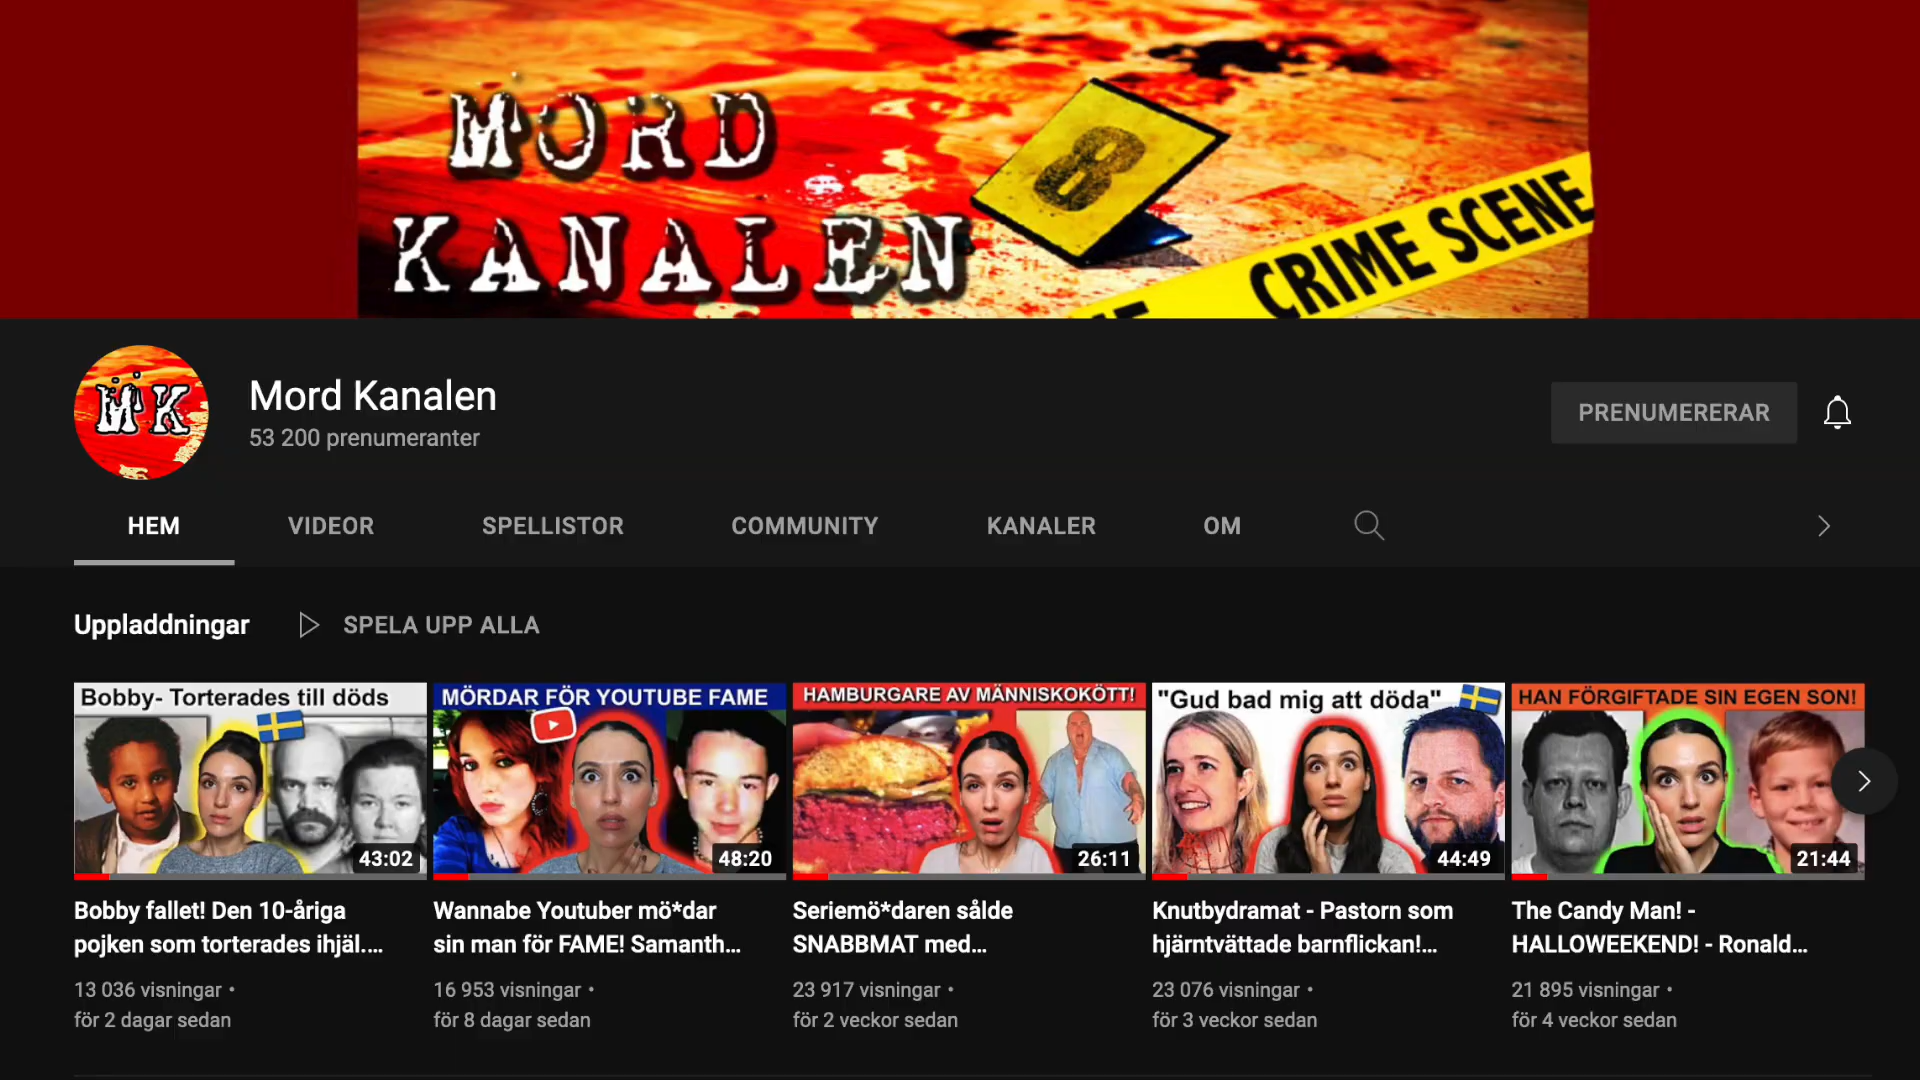 MORD
KANALEN
8
CRIME SCENE
MK
Mord Kanalen
53 200 prenumeranter
PRENUMERERAR
HEM
VIDEOR
SPELLISTOR
COMMUNITY
KANALER
OM
Uppladdningar
SPELA UPP ALLA
Bobby- Torterades till döds
43:02
MÖRDAR FÖR YOUTUBE FAME
48:20
HAMBURGARE AV MÄNNISKOKÖTT!
26:11
"Gud bad mig att döda"
44:49
HAN FÖRGIFTADE SIN EGEN SON!
21:44
Bobby fallet! Den 10-åriga
pojken som torterades ihjäl....
13 036 visningar •
för 2 dagar sedan
Wannabe Youtuber mö*dar
sin man för FAME! Samanth...
16 953 visningar •
för 8 dagar sedan
Seriemö*daren sålde
SNABBMAT med...
23 917 visningar •
för 2 veckor sedan
Knutbydramat - Pastorn som
hjärntvättade barnflickan!...
23 076 visningar •
för 3 veckor sedan
The Candy Man! -
HALLOWEEKEND! - Ronald...
21 895 visningar •
för 4 veckor sedan